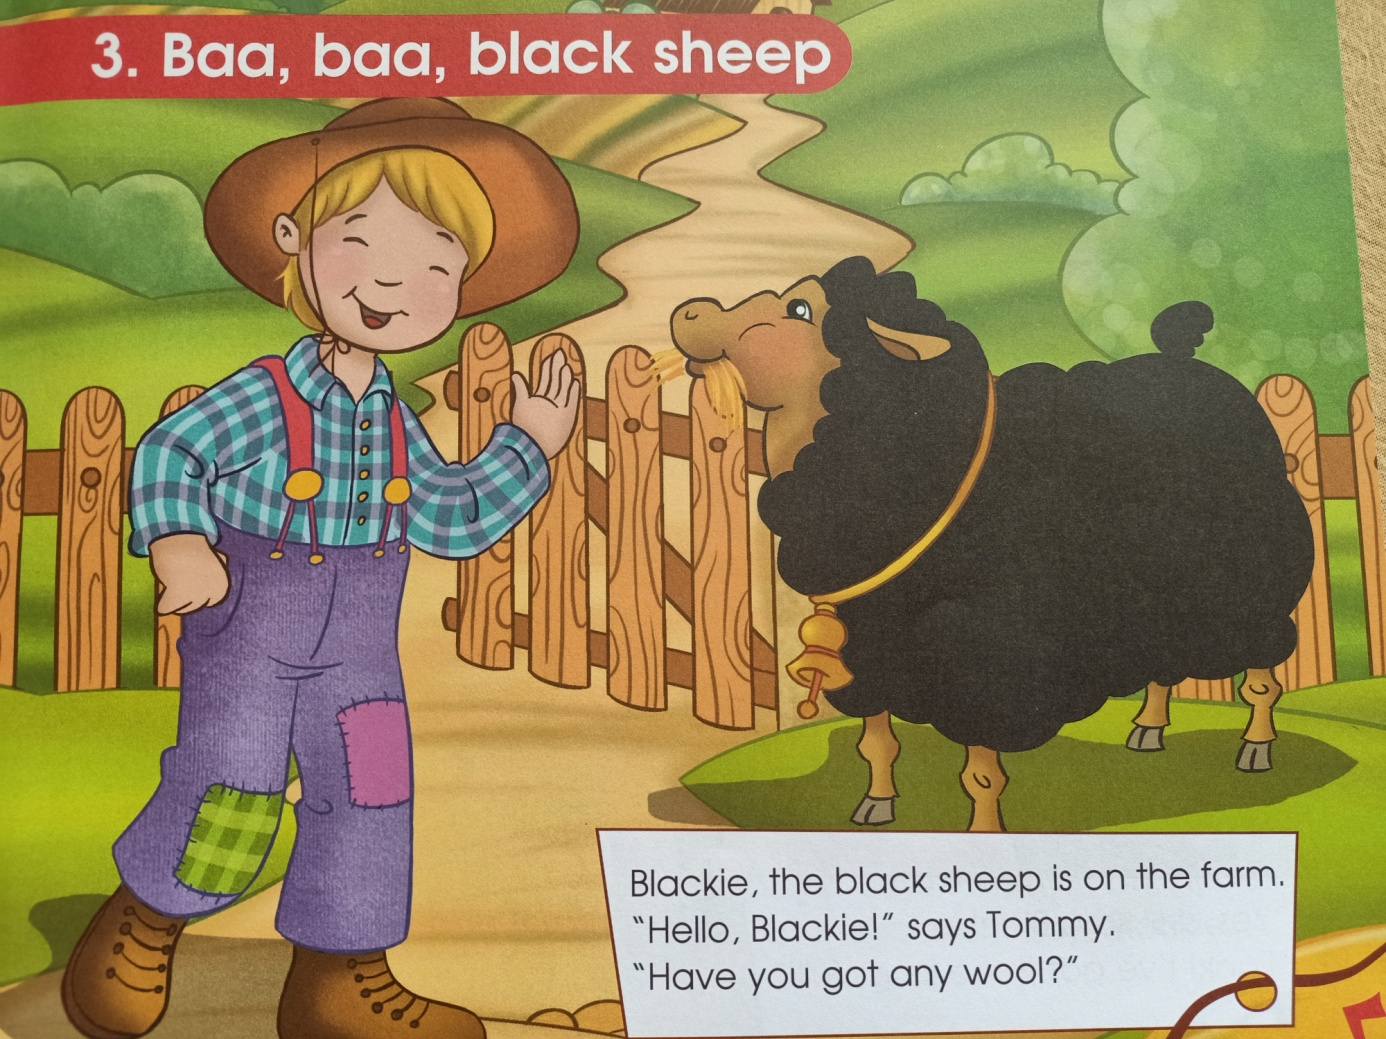 3. Baa, baa, black sheep
Blackie, the black sheep is on the farm.
“Hello, Blackie!” says Tommy.
“Have you got any wool?”